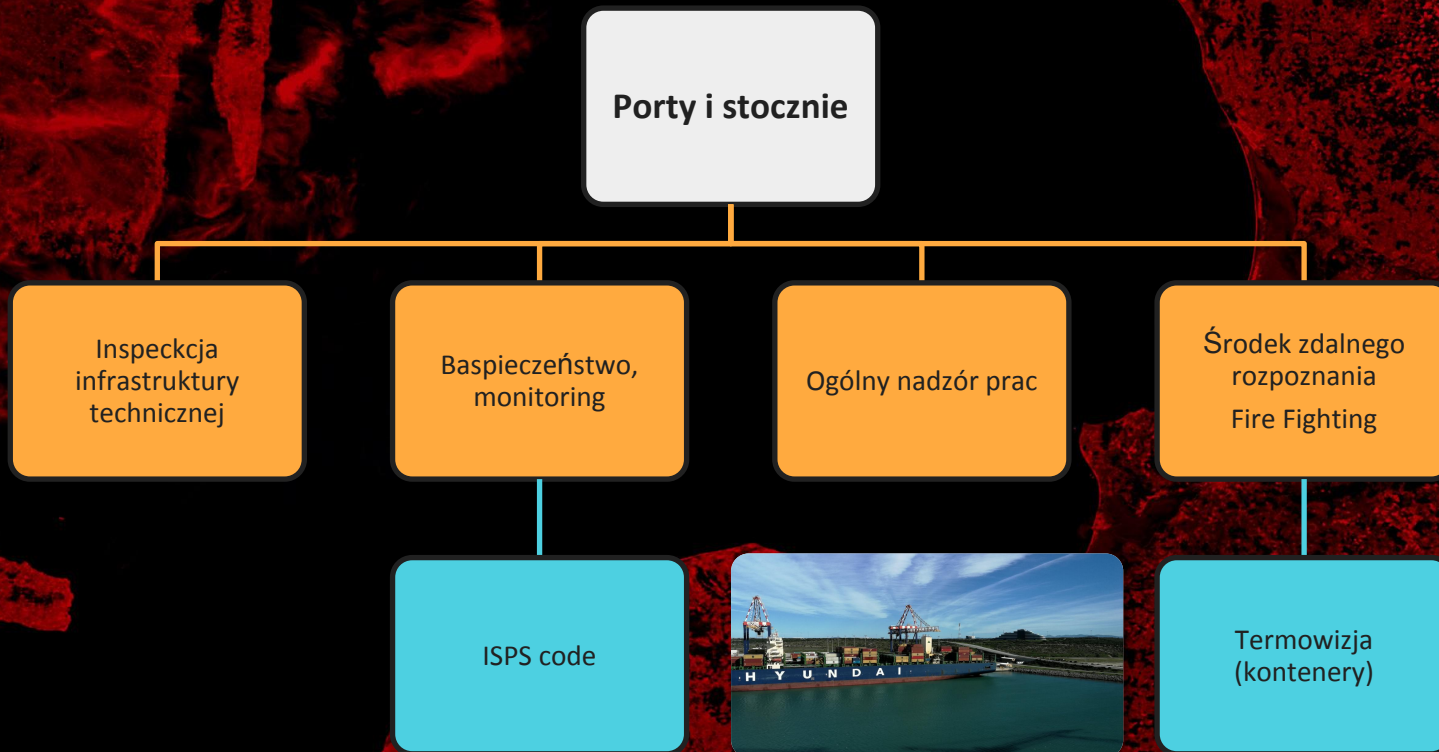 Porty i stocznie
Inspeckcja
infrastruktury
technicznej
Baspieczeństwo,
monitoring
Ogólny nadzór prac
Środek zdalnego
rozpoznania
Fire Fighting
ISPS code
HYUNDAI
Termowizja
(kontenery)